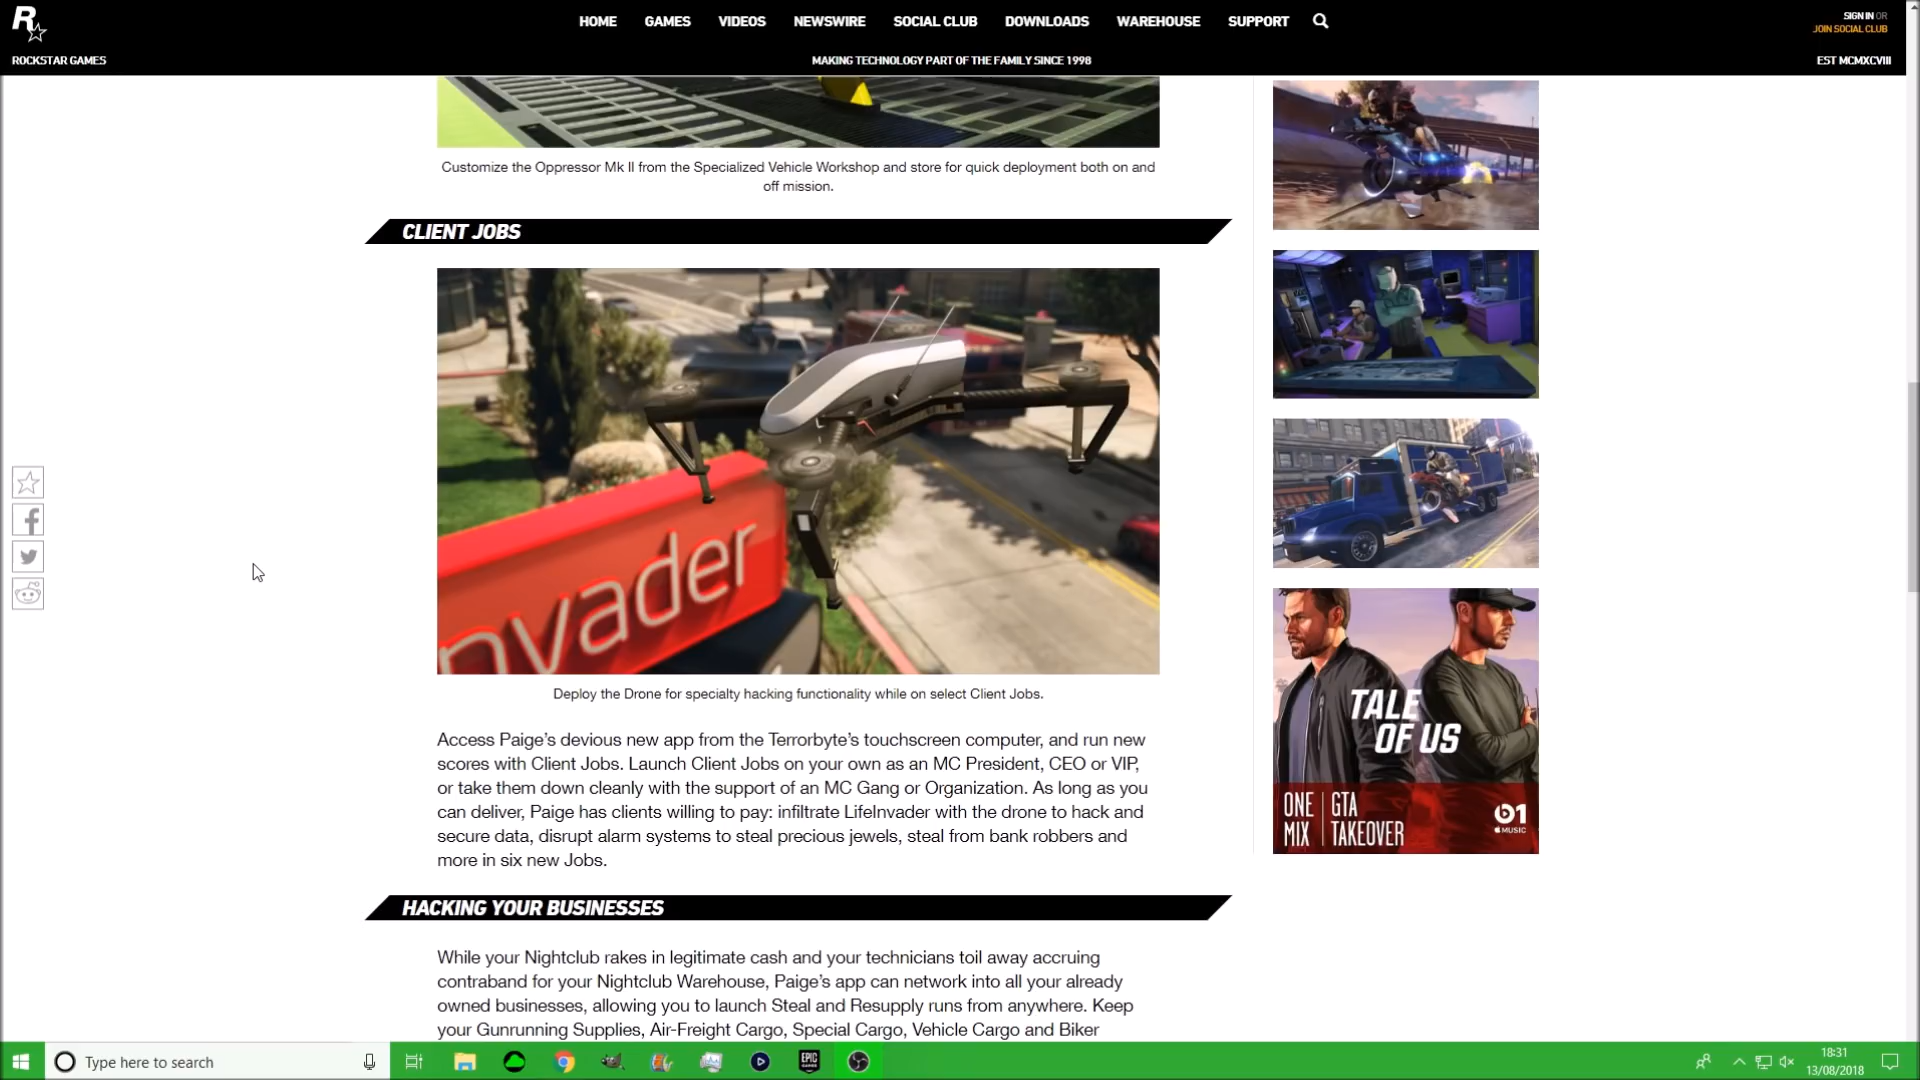 R
HOME GAMES VIDEOS NEWSWIRE SOCIAL CLUB DOWNLOADS WAREHOUSE SUPPORT
SIGN IN OR
JOIN SOCIAL CLUB
ROCKSTAR GAMES
MAKING TECHNOLOGY PART OF THE FAMILY SINCE 1998
EST MCMXCVIII
Customize the Oppressor Mk II from the Specialized Vehicle Workshop and store for quick deployment both on and
off mission.
CLIENT JOBS
nvader
Deploy the Drone for specialty hacking functionality while on select Client Jobs.
Access Paige’s devious new app from the Terrorbyte’s touchscreen computer, and run new
scores with Client Jobs. Launch Client Jobs on your own as an MC President, CEO or VIP,
or take them down cleanly with the support of an MC Gang or Organization. As long as you
can deliver, Paige has clients willing to pay: infiltrate LifeInvader with the drone to hack and
secure data, disrupt alarm systems to steal precious jewels, steal from bank robbers and
more in six new Jobs.
HACKING YOUR BUSINESSES
While your Nightclub rakes in legitimate cash and your technicians toil away accruing
contraband for your Nightclub Warehouse, Paige’s app can network into all your already
owned businesses, allowing you to launch Steal and Resupply runs from anywhere. Keep
your Gunrunning Supplies, Air-Freight Cargo, Special Cargo, Vehicle Cargo and Biker
TALE
OF US
ONE
MIX
GTA
TAKEOVER
1
MUSIC
Type here to search
EPIC
GAMES
18:31
13/08/2018